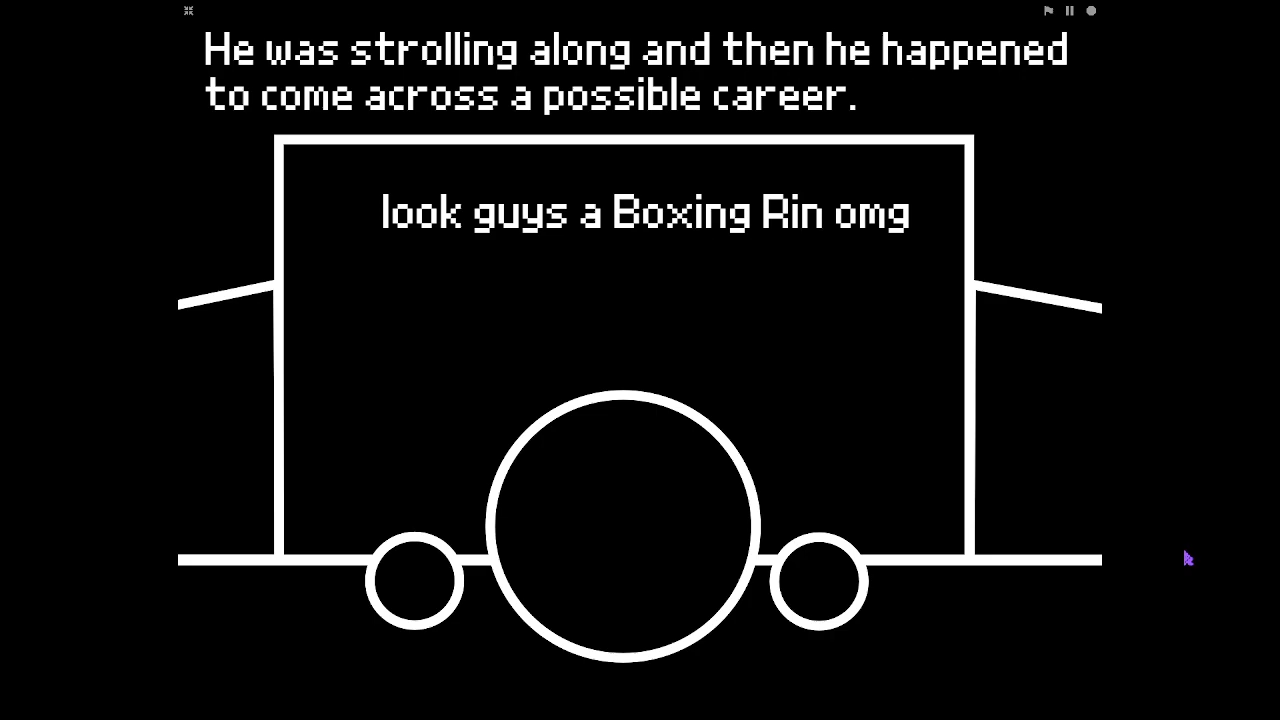 He was strolling along and then he happened
to come across a possible career.
look guys a Boxing Rin omg